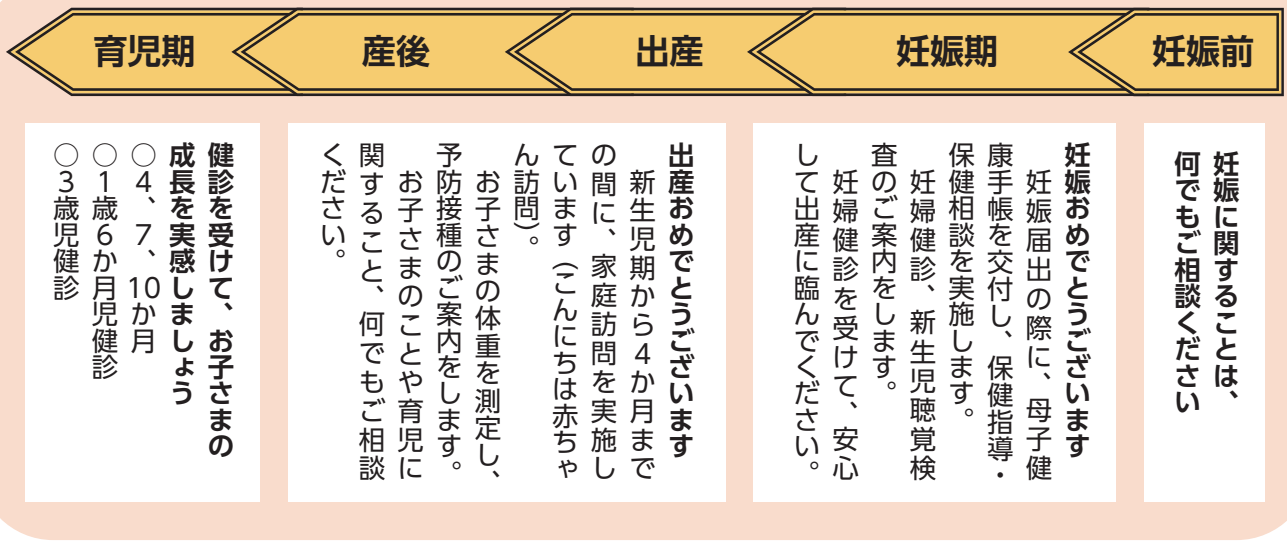 妊娠前
妊娠期
出産
産後
育児期
妊娠に関することは、
何でもご相談ください
妊娠おめでとうございます
妊娠届出の際に、母子健
康手帳を交付し、保健指導・
保健相談を実施します。
妊婦健診、新生児聴覚検
査のご案内をします。
妊婦健診を受けて、安心
して出産に臨んでください。
出産おめでとうございます
新生児期から4か月まで
の間に、家庭訪問を実施し
ています（こんにちは赤ちゃ
ん訪問）。
お子さまの体重を測定し、
予防接種のご案内をします。
お子さまのことや育児に
関すること、何でもご相談
ください。
健診を受けて、お子さまの
成長を実感しましょう
○4、7、10か月
○1歳6か月児健診
○3歳児健診